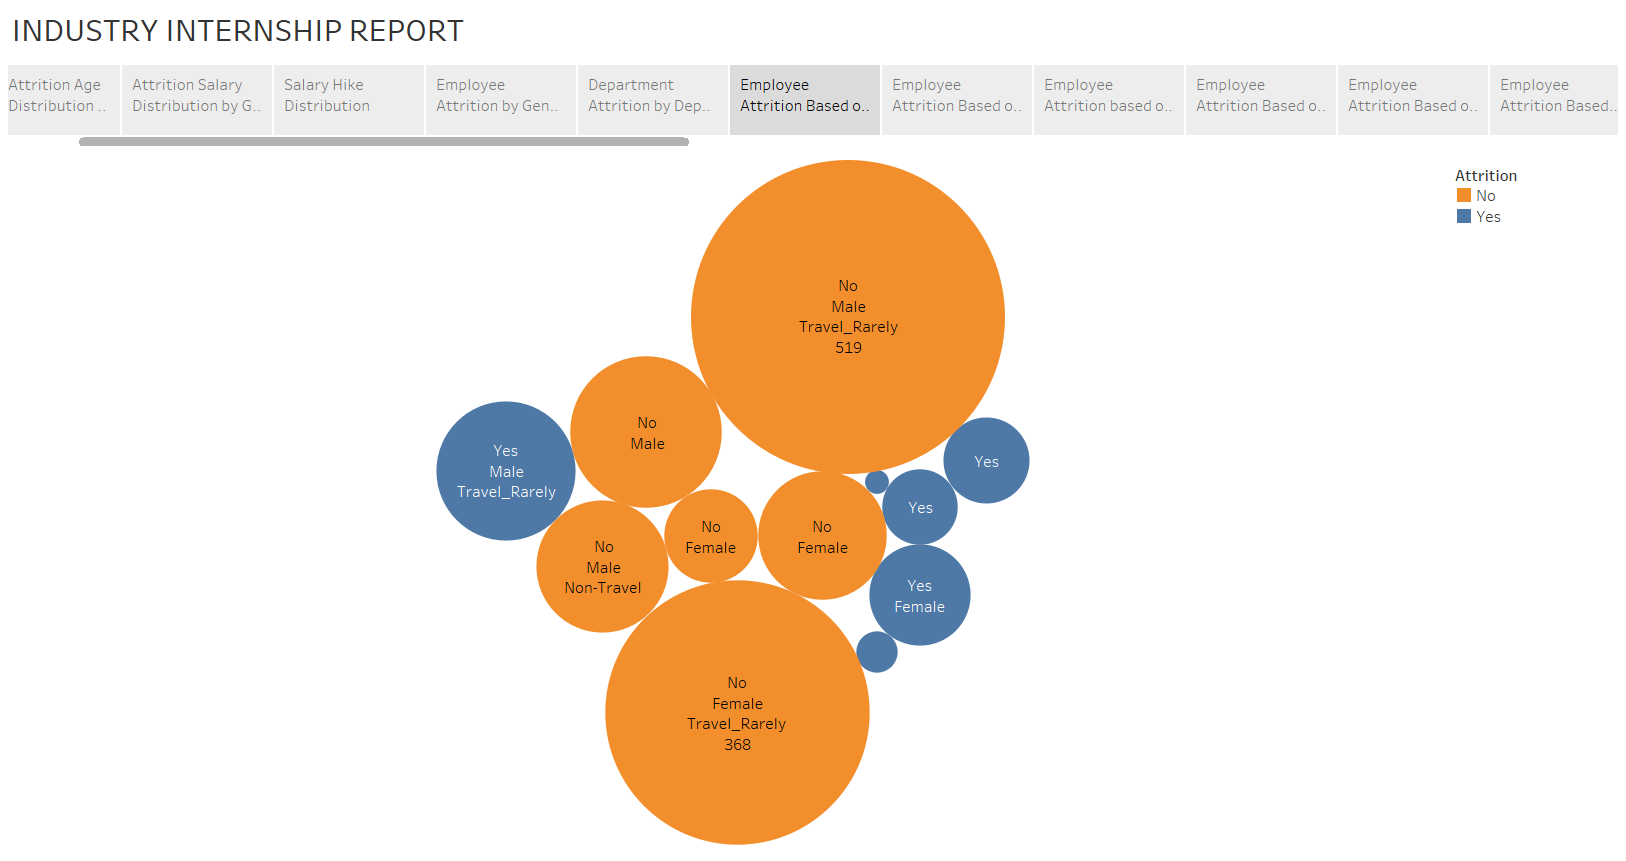 INDUSTRY INTERNSHIP REPORT
Attrition Age
Distribution ..
Attrition Salary
Distribution by G..
Salary Hike
Distribution
Employee
Attrition by Gen..
Department
Attrition by Dep..
Employee
Attrition Based o..
Employee
Attrition Based o..
Employee
Attrition based o..
Employee
Attrition Based o..
Employee
Attrition Based o..
Employee
Attrition Based..
Attrition
No
Yes
No
Male
Travel_Rarely
519
No
Male
Yes
Male
Travel_Rarely
Yes
Yes
No
Female
No
Female
No
Male
Non-Travel
Yes
Female
No
Female
Travel_Rarely
368